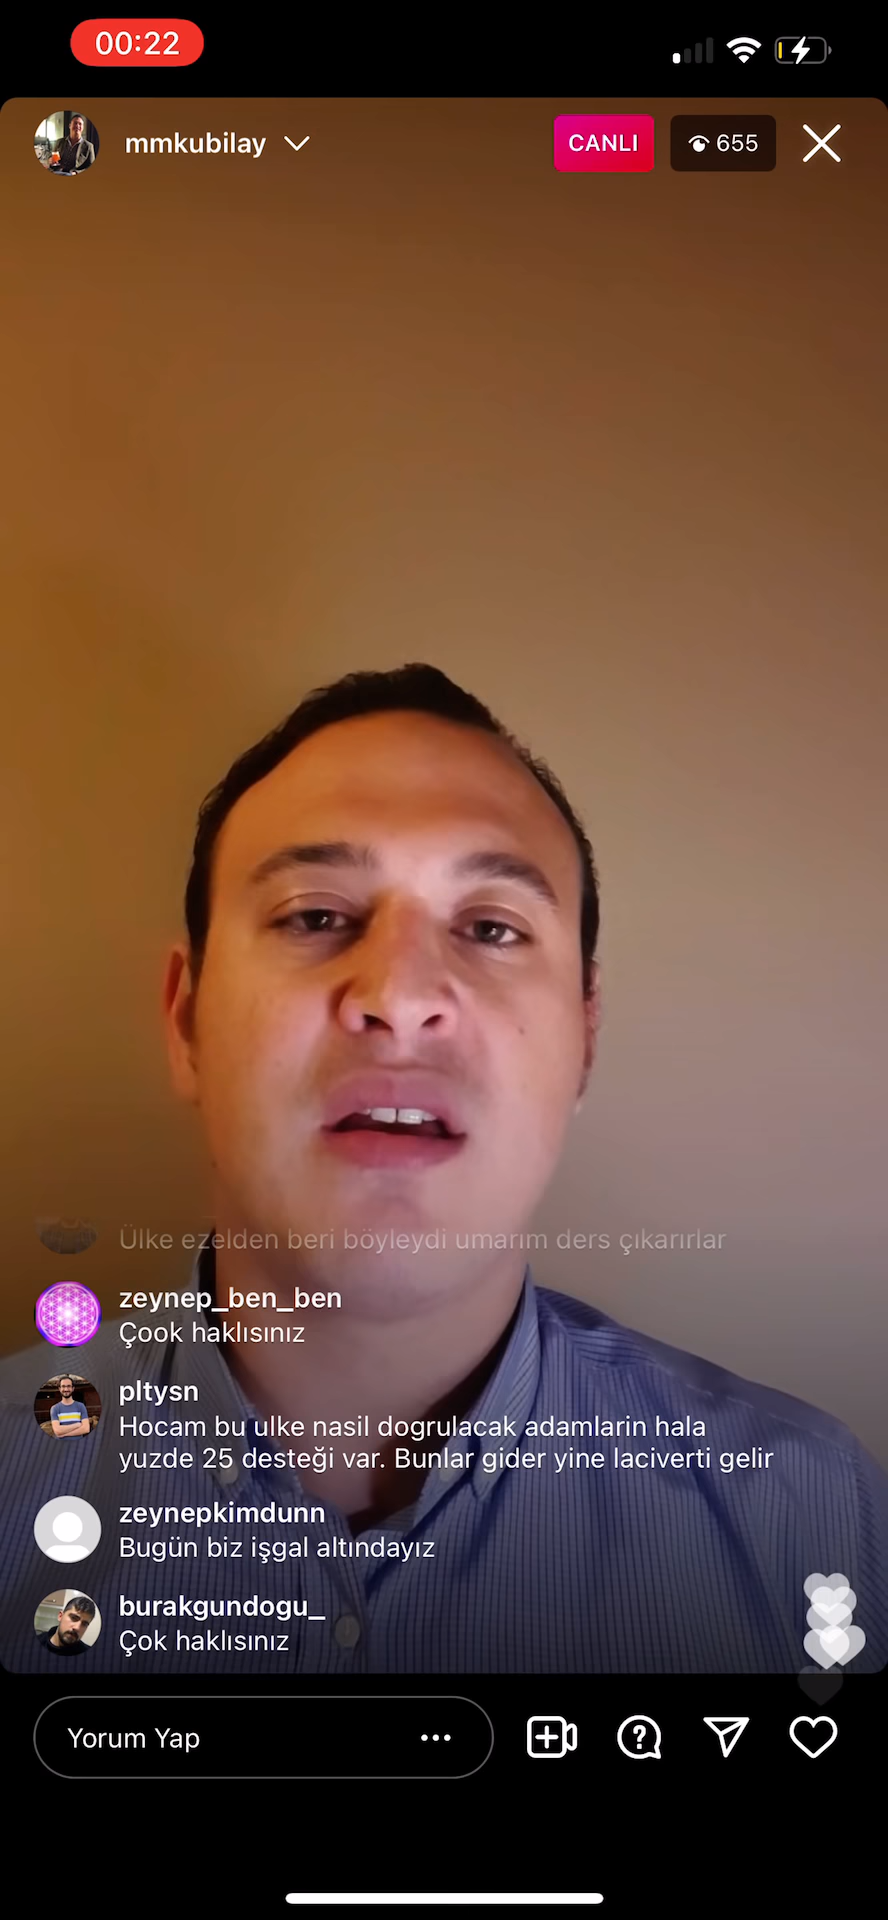 00:22
mmkubilay
CANLI
655
Ülke ezelden beri böyleydi umarım ders çıkarırlar
zeynep_ben_ben
Çook haklısınız
pltysn
Hocam bu ulke nasil dogrulacak adamlarin hala
yuzde 25 desteği var. Bunlar gider yine laciverti gelir
zeynepkimdunn
Bugün biz işgal altındayız
burakgundogu_
Çok haklısınız
Yorum Yap